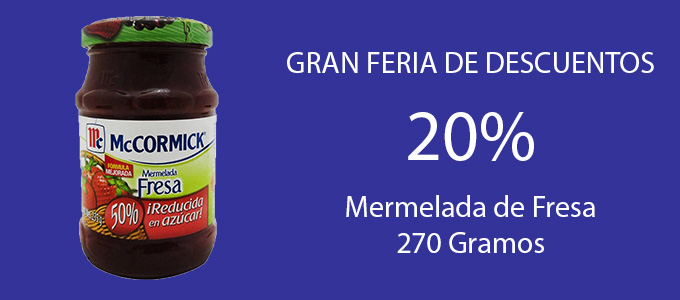 GRAN FERIA DE DESCUENTOS
20%
Mermelada de Fresa
270 Gramos
Mc
McCORMICK
FORMULA
MEJORADA
Mermelada
Fresa
50%
¡Reducida
en azúcar!